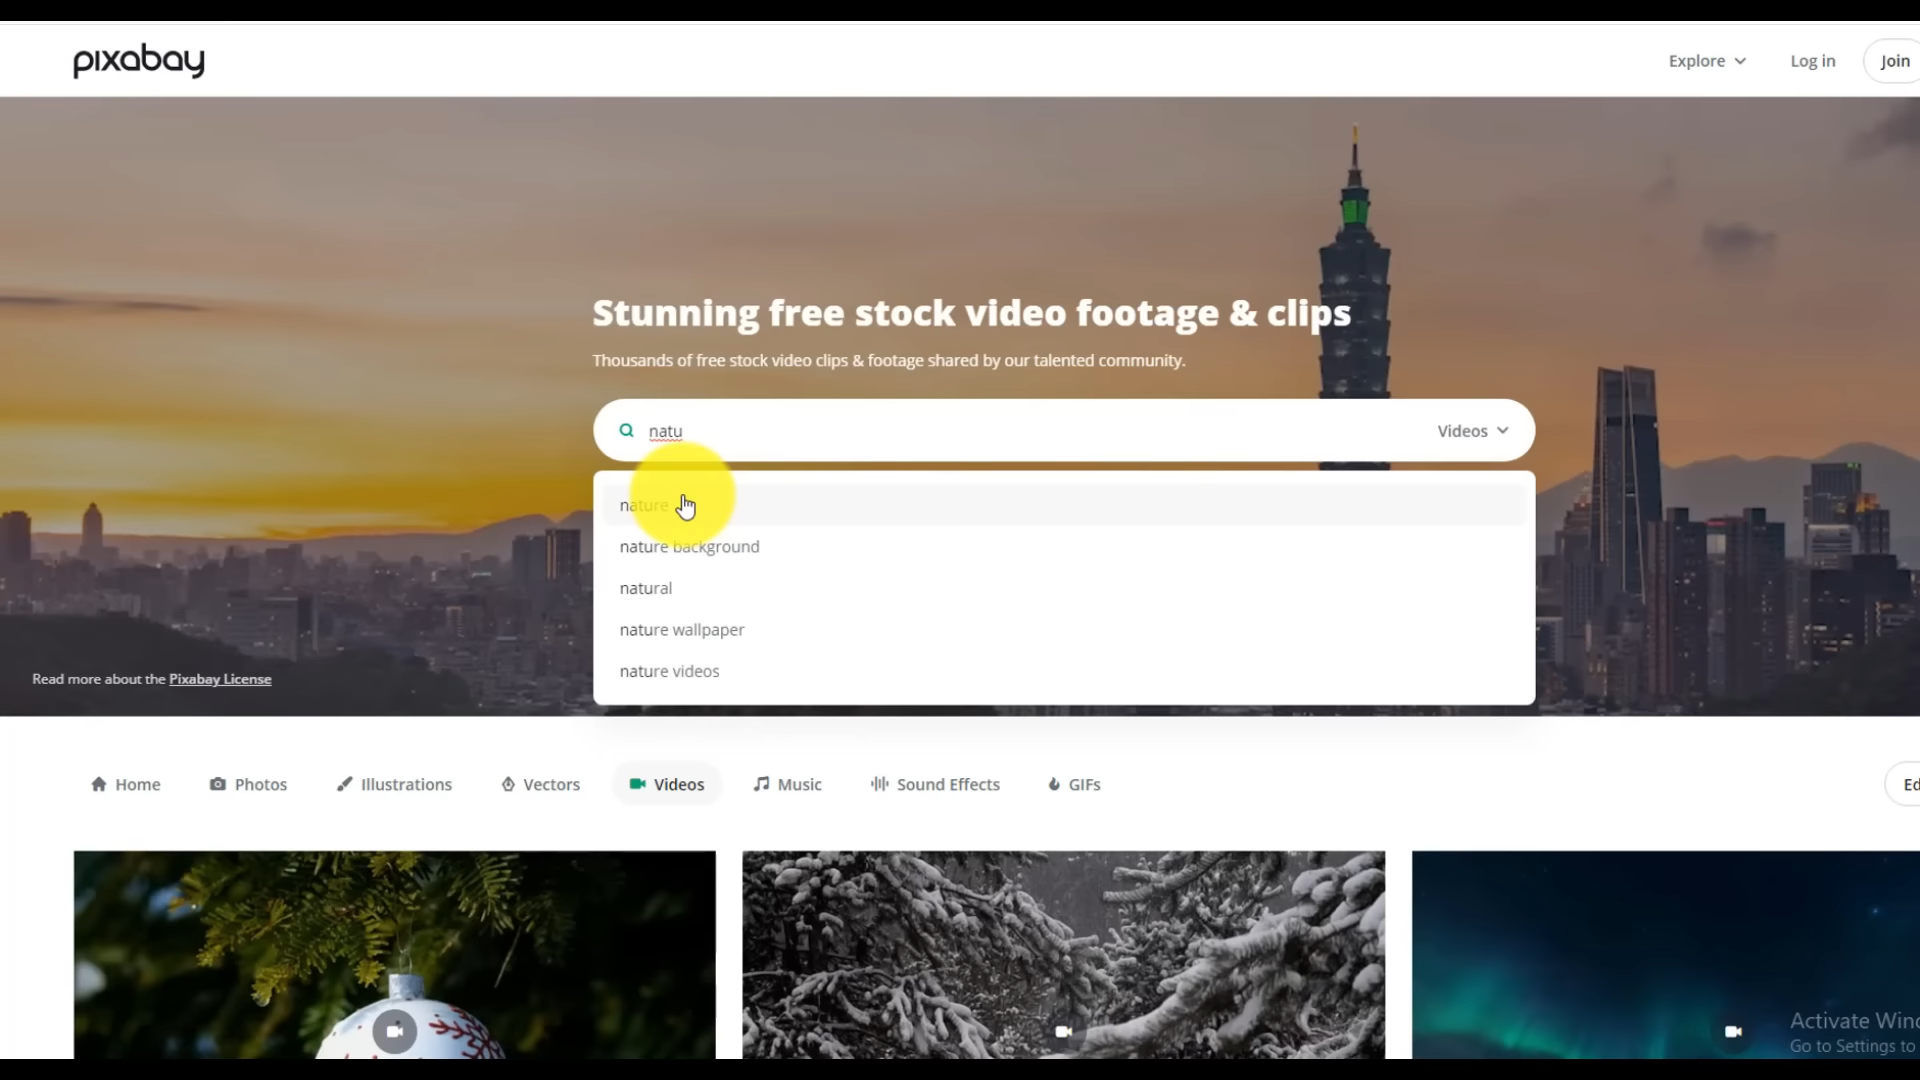 pixabay
Explore
Log in
Join
Stunning free stock video footage & clips
Thousands of free stock video clips & footage shared by our talented community.
natu
Videos
nature
nature background
natural
nature wallpaper
nature videos
Read more about the Pixabay License
Home
Photos
Illustrations
Vectors
Videos
Music
Sound Effects
GIFs
Ed
Activate Winc
Go to Settings to